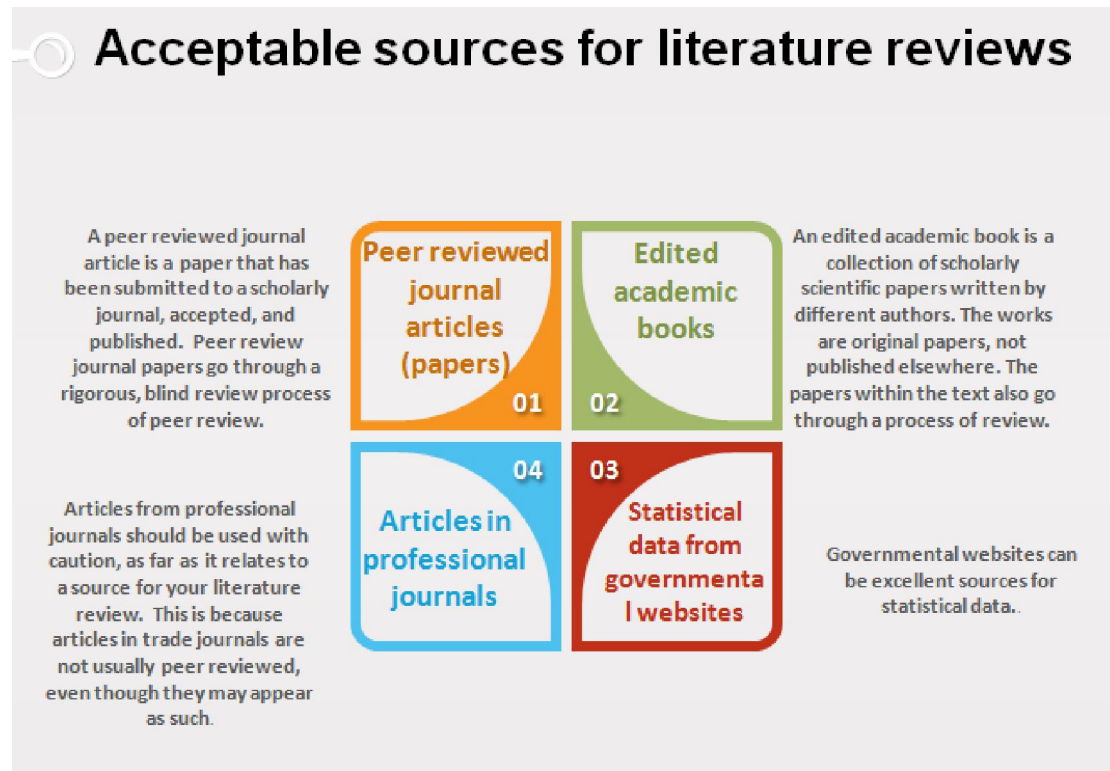 Acceptable sources for literature reviews
A peer reviewed journal
article is a paper that has
been submitted to a scholarly
journal, accepted, and
published. Peer review
journal papers go through a
rigorous, blind review process
of peer review.
Peer reviewed
journal
articles
(papers)
01
Edited
academic
books
02
An edited academic book is a
collection of scholarly
scientific papers written by
different authors. The works
are original papers, not
published elsewhere. The
papers within the text also go
through a process of review.
Articles from professional
journals should be used with
caution, as far as it relates to
a source for your literature
review. This is because
articles in trade journals are
not usually peer reviewed,
even though they may appear
as such.
04
Articles in
professional
journals
03
Statistical
data from
governmenta
l websites
Governmental websites can
be excellent sources for
statistical data..